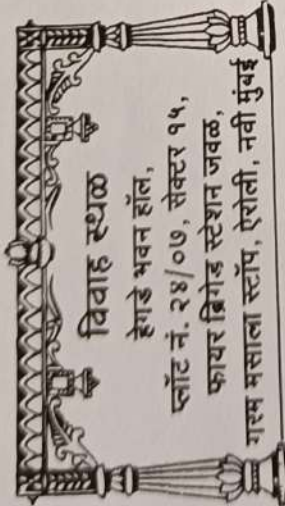 विवाह स्थळ
हेगडे भवन हॉल,
प्लॉट नं. २४/०७, सेक्टर १५,
फायर ब्रिगेड स्टेशन जवळ,
गरम मसाला स्टॉप, ऐरोली, नवी मुंबई